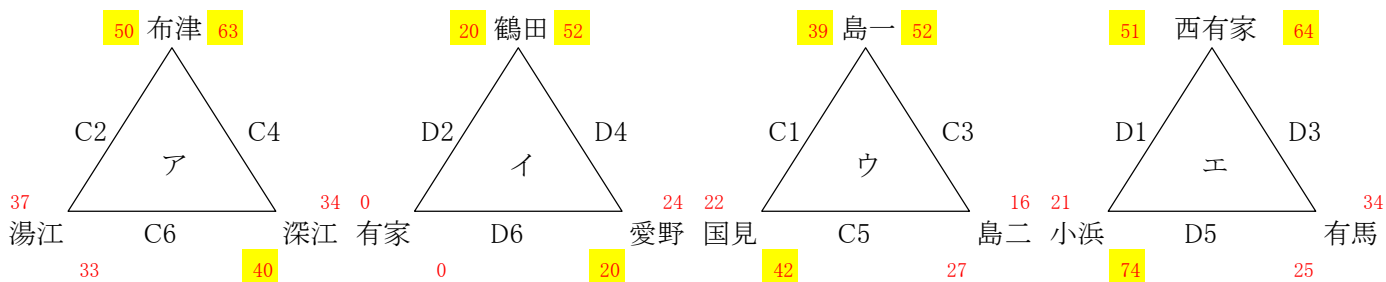 50 布津 63 20 鶴田 52 39 島一 52 51 西有家 64
C2 C4 D2 D4 C1 C3 D1 D3
ア イ ウ エ
37 34 0 24 22 16 21 34
湯江 C6 深江 有家 D6 愛野 国見 C5 島二 小浜 D5 有馬
33 40 0 20 42 27 74 25